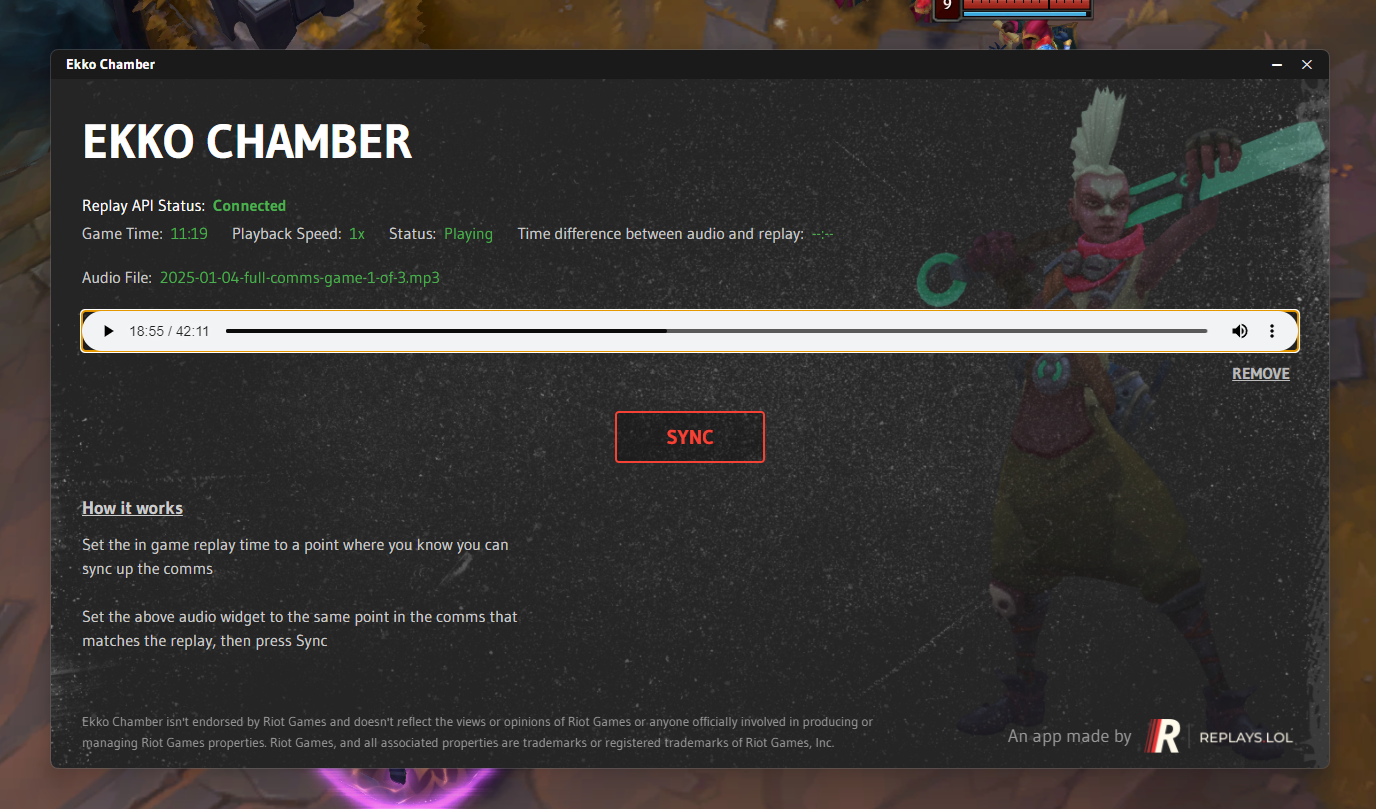 9
Ekko Chamber
EKKO CHAMBER
Replay API Status: Connected
Game Time: 11:19 Playback Speed: 1x Status: Playing Time difference between audio and replay: --:--
Audio File: 2025-01-04-full-comms-game-1-of-3.mp3
18:55 / 42:11
REMOVE
SYNC
How it works
Set the in game replay time to a point where you know you can
sync up the comms
Set the above audio widget to the same point in the comms that
matches the replay, then press Sync
Ekko Chamber isn't endorsed by Riot Games and doesn't reflect the views or opinions of Riot Games or anyone officially involved in producing or
managing Riot Games properties. Riot Games, and all associated properties are trademarks or registered trademarks of Riot Games, Inc.
An app made by R REPLAYS.LOL